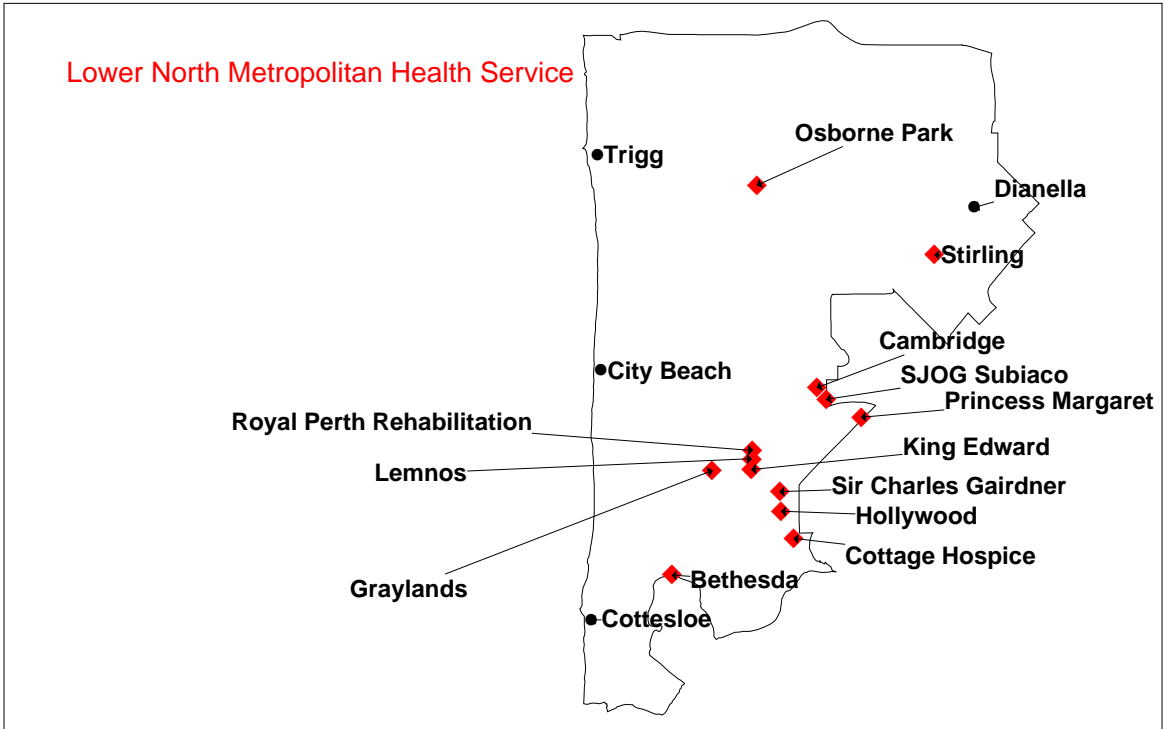 Lower North Metropolitan Health Service
Osborne Park
Trigg
Dianella
Stirling
Cambridge
City Beach
SJOG Subiaco
Princess Margaret
Royal Perth Rehabilitation
King Edward
Lemnos
Sir Charles Gairdner
Hollywood
Cottage Hospice
Graylands
Bethesda
Cottesloe